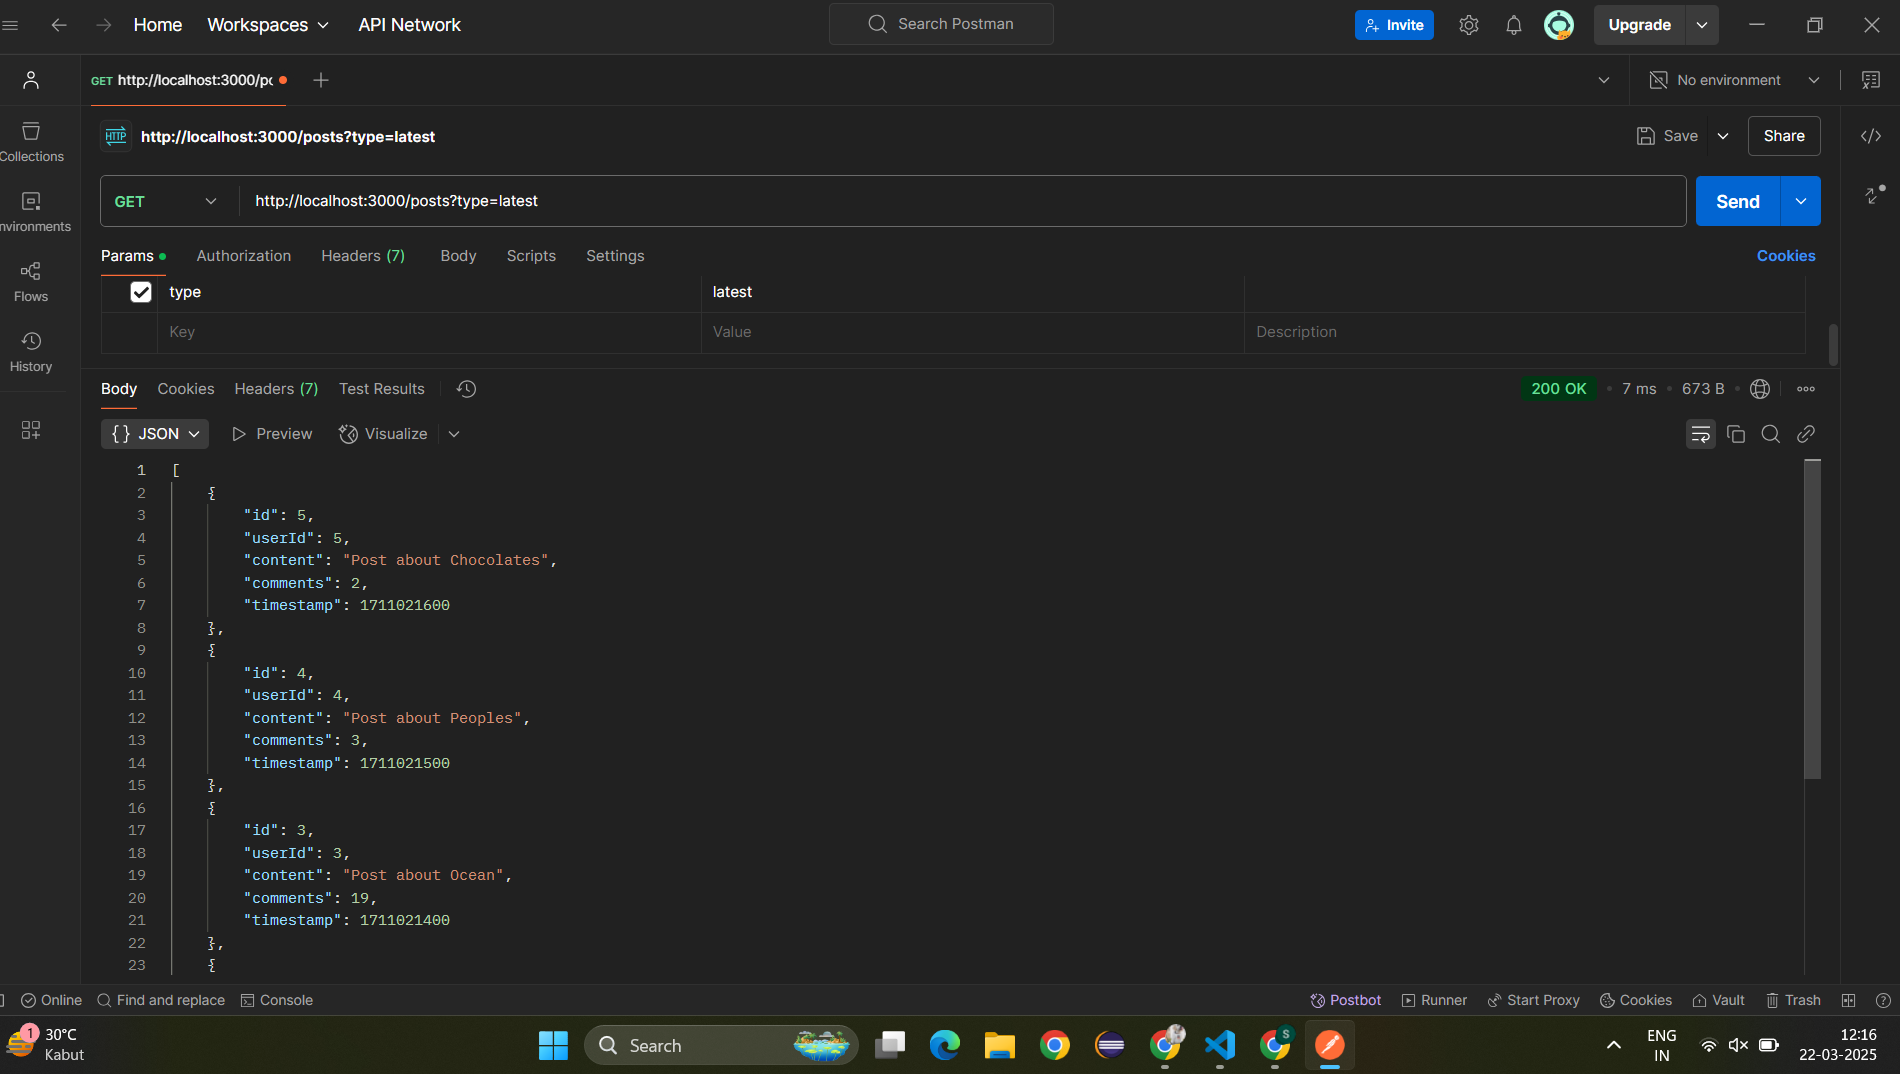 Home Workspaces API Network Search Postman Invite Upgrade
GET http://localhost:3000/pc No environment
HTTP http://localhost:3000/posts?type=latest Save Share
Collections
GET http://localhost:3000/posts?type=latest Send
nvironments
Params Authorization Headers (7) Body Scripts Settings Cookies
type latest
Flows
Key Value Description
History
Body Cookies Headers (7) Test Results 200 OK 7 ms 673 B
{} JSON Preview Visualize
1 [
2 {
3 "id": 5,
4 "userId": 5,
5 "content": "Post about Chocolates",
6 "comments": 2,
7 "timestamp": 1711021600
8 },
9 {
10 "id": 4,
11 "userId": 4,
12 "content": "Post about Peoples",
13 "comments": 3,
14 "timestamp": 1711021500
15 },
16 {
17 "id": 3,
18 "userId": 3,
19 "content": "Post about Ocean",
20 "comments": 19,
21 "timestamp": 1711021400
22 },
23 {
Online Find and replace Console Postbot Runner Start Proxy Cookies Vault Trash
1 30°C Search S ENG 12:16
Kabut IN 22-03-2025